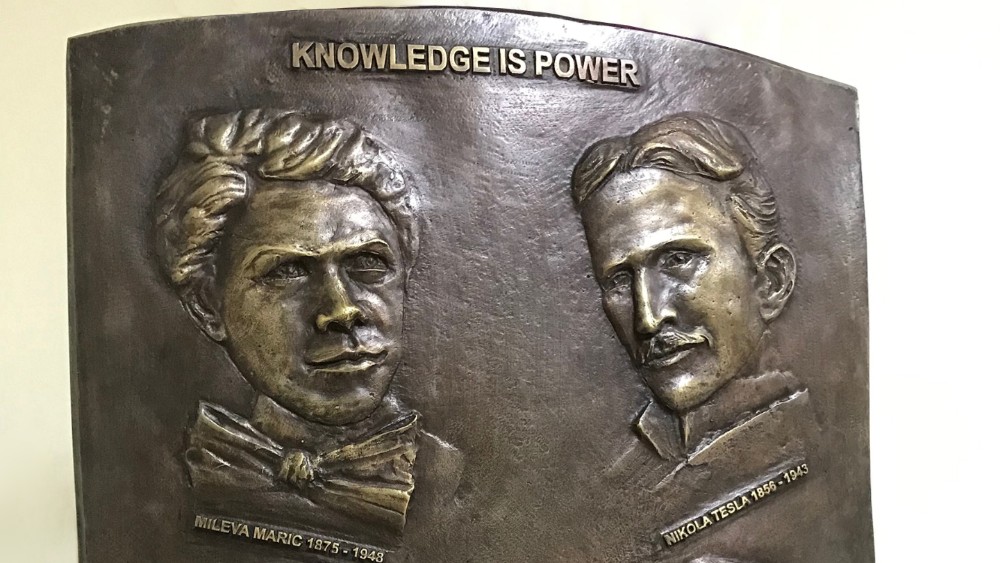 KNOWLEDGE IS POWER
MILEVA MARIC 1875 - 1948
NIKOLA TESLA 1856 - 1943